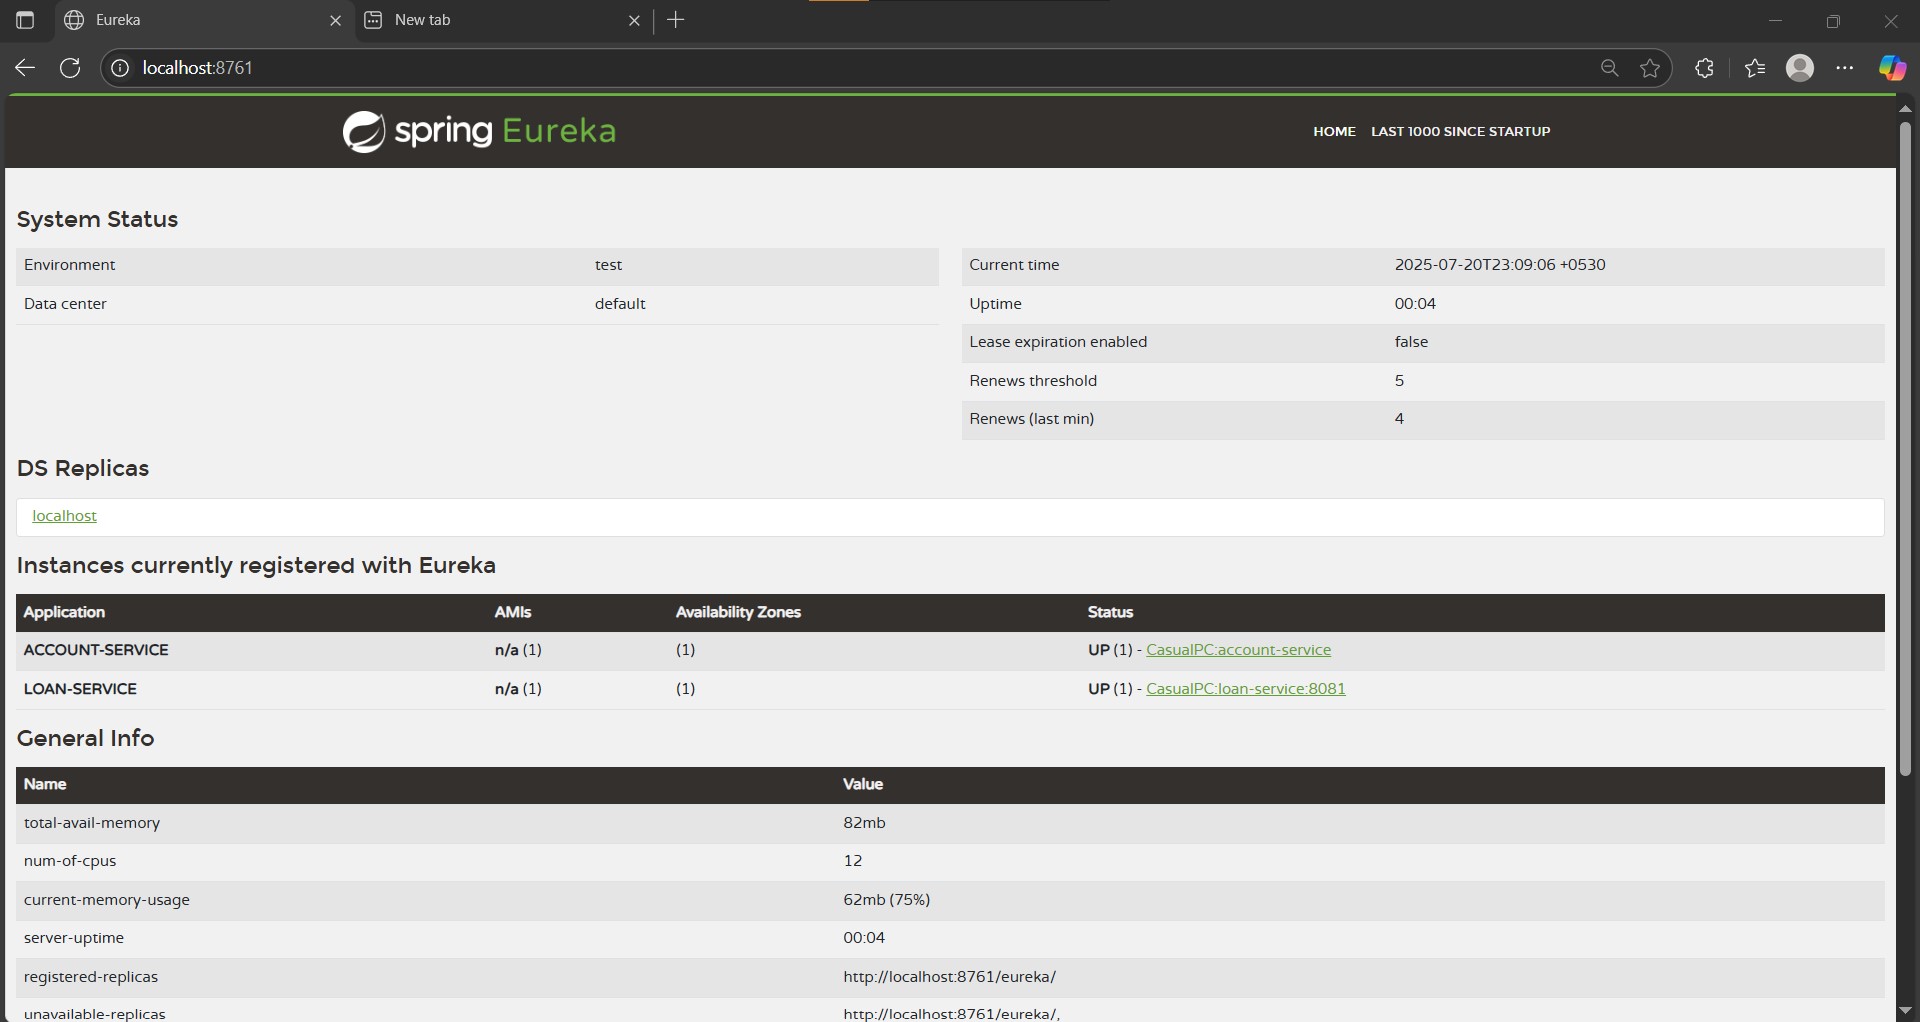 Eureka
New tab
localhost:8761
spring Eureka
HOME LAST 1000 SINCE STARTUP
System Status
Environment test
Data center default
Current time 2025-07-20T23:09:06 +0530
Uptime 00:04
Lease expiration enabled false
Renews threshold 5
Renews (last min) 4
DS Replicas
localhost
Instances currently registered with Eureka
Application AMIs Availability Zones Status
ACCOUNT-SERVICE n/a (1) (1) UP (1) - CasualPC:account-service
LOAN-SERVICE n/a (1) (1) UP (1) - CasualPC:loan-service:8081
General Info
Name Value
total-avail-memory 82mb
num-of-cpus 12
current-memory-usage 62mb (75%)
server-uptime 00:04
registered-replicas http://localhost:8761/eureka/
unavailable-replicas http://localhost:8761/eureka/,